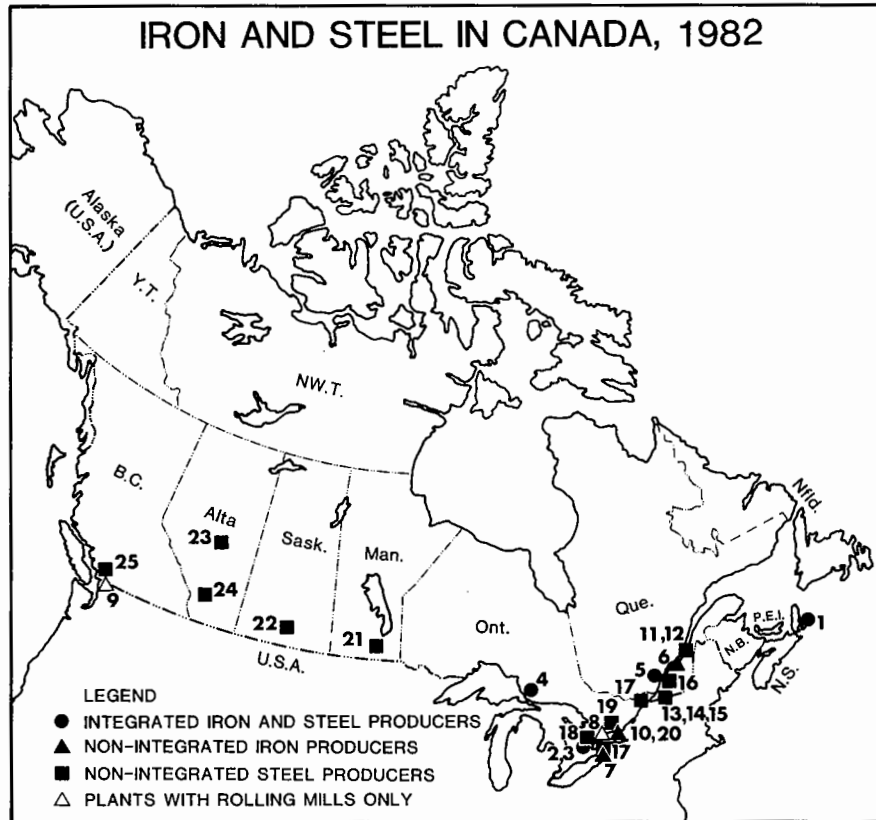 IRON AND STEEL IN CANADA, 1982
Alaska
(U.S.A.)
Y.T.
N.W.T.
B.C.
Alta
Sask.
Man.
Ont.
Que.
Nfld.
P.E.I.
N.B.
N.S.
U.S.A.
23
24
25
9
22
21
4
1
11,12
6
5
16
17
13,14,15
19
8
18
10,20
2,3
17
7
LEGEND
INTEGRATED IRON AND STEEL PRODUCERS
NON-INTEGRATED IRON PRODUCERS
NON-INTEGRATED STEEL PRODUCERS
PLANTS WITH ROLLING MILLS ONLY